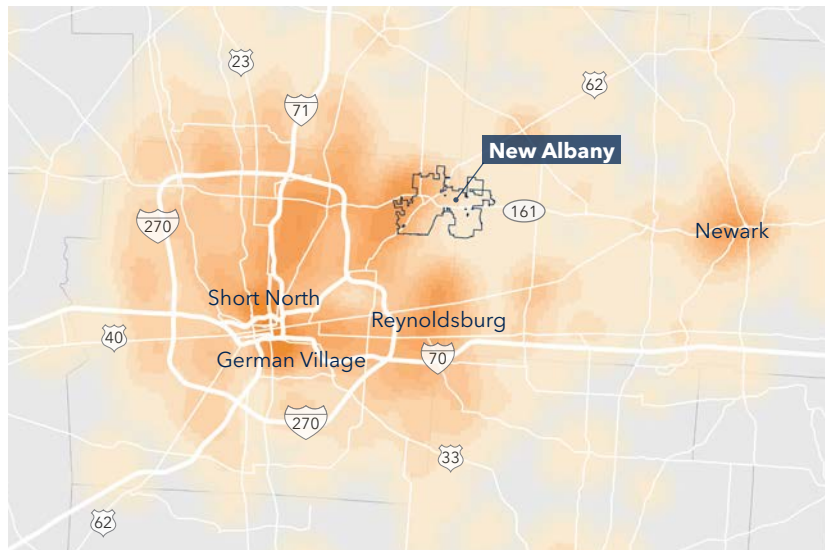 23
62
71
New Albany
161
270
Newark
Short North
Reynoldsburg
40
German Village
70
270
33
62